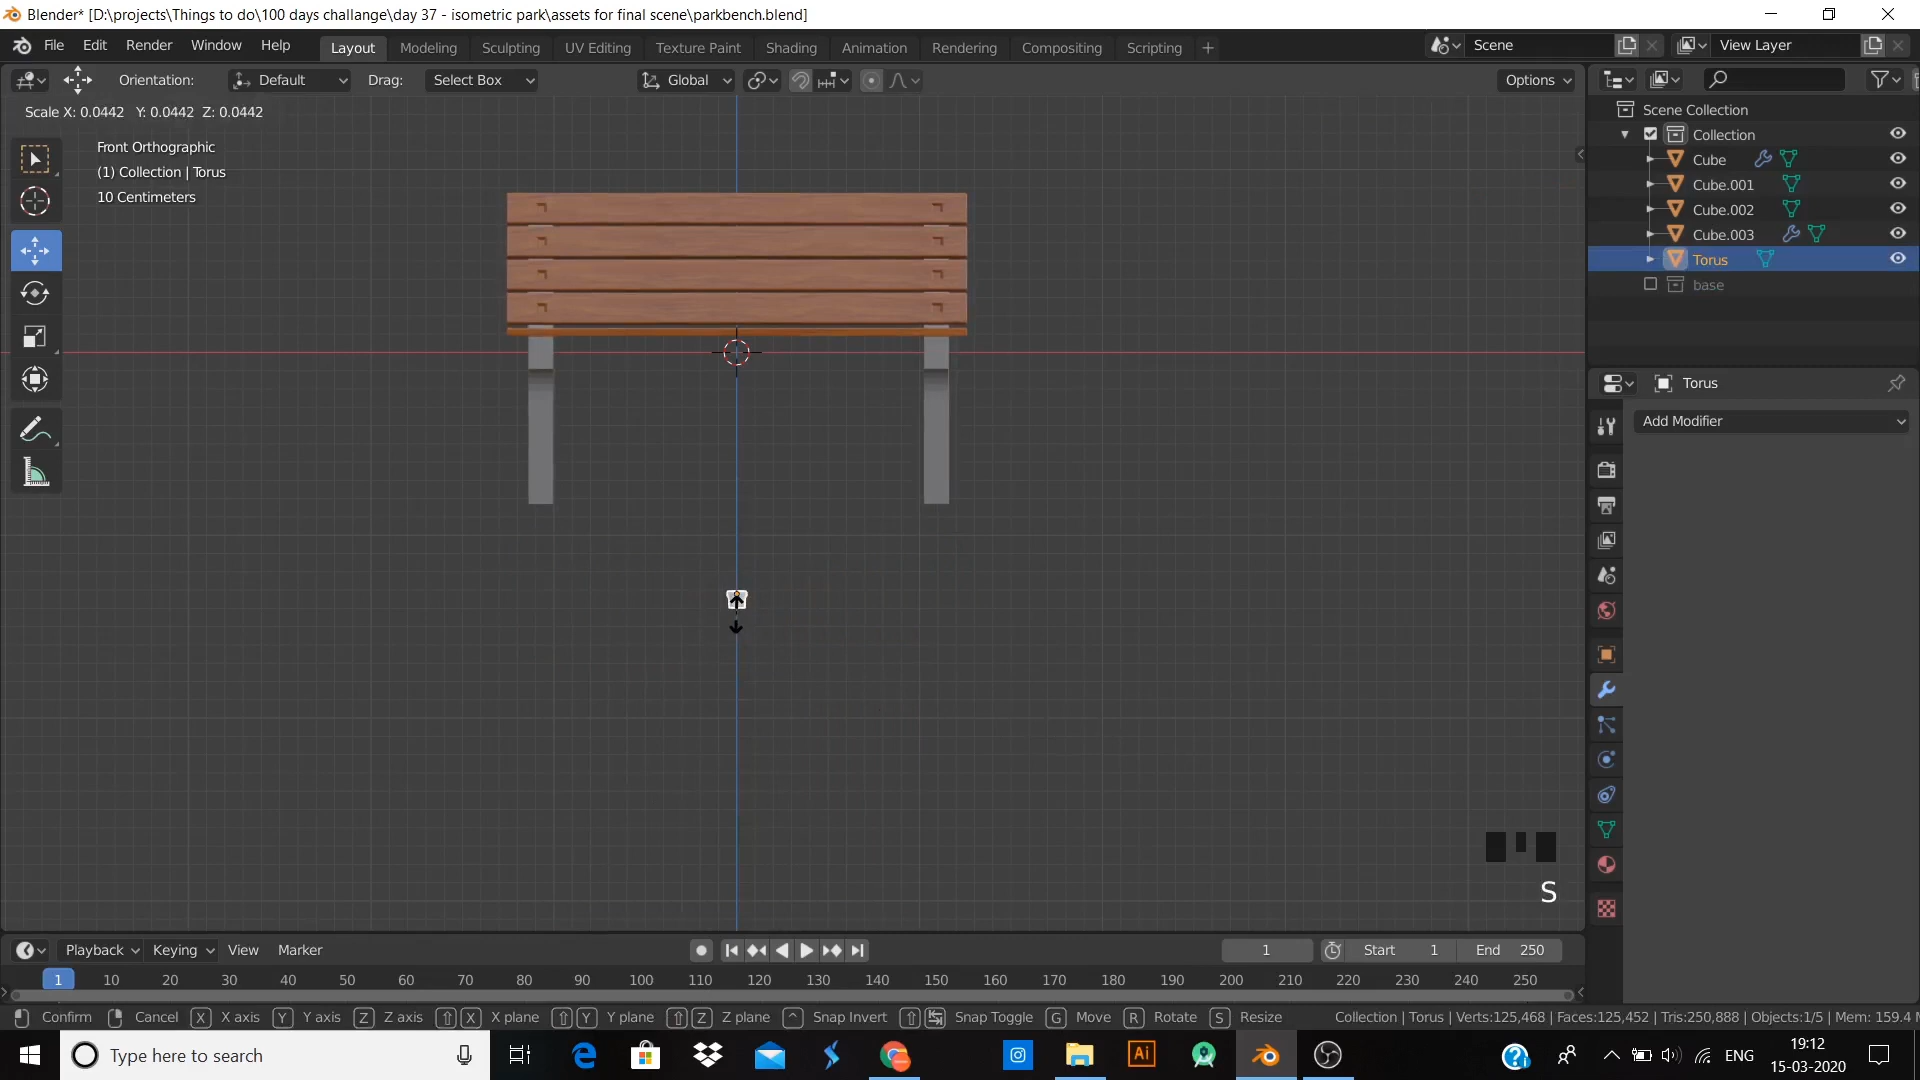 Blender* [D:\projects\Things to do\100 days challange\day 37 - isometric park\assets for final scene\parkbench.blend]
File Edit Render Window Help Layout Modeling Sculpting UV Editing Texture Paint Shading Animation Rendering Compositing Scripting + Scene View Layer
Orientation: Default Drag: Select Box Global Options
Scale X: 0.0442 Y: 0.0442 Z: 0.0442
Front Orthographic
(1) Collection | Torus
10 Centimeters
Scene Collection
Collection
Cube
Cube.001
Cube.002
Cube.003
Torus
base
Torus
Add Modifier
S
Playback Keying View Marker 1 Start 1 End 250
1 10 20 30 40 50 60 70 80 90 100 110 120 130 140 150 160 170 180 190 200 210 220 230 240 250
Confirm Cancel X X axis Y Y axis Z Z axis X X plane Y Y plane Z Z plane ^ Snap Invert Snap Toggle G Move R Rotate S Resize Collection | Torus | Verts:125,468 | Faces:125,452 | Tris:250,888 | Objects:1/5 | Mem: 159.4 M
Type here to search Ai ENG 19:12
15-03-2020